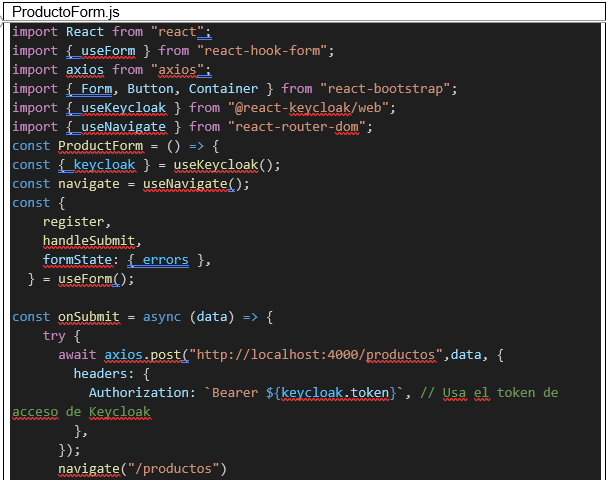 ProductoForm.js
import React from "react";
import { useForm } from "react-hook-form";
import axios from "axios";
import { Form, Button, Container } from "react-bootstrap";
import { useKeycloak } from "@react-keycloak/web";
import { useNavigate } from "react-router-dom";
const ProductForm = () => {
const { keycloak } = useKeycloak();
const navigate = useNavigate();
const {
    register,
    handleSubmit,
    formState: { errors },
  } = useForm();

const onSubmit = async (data) => {
    try {
      await axios.post("http://localhost:4000/productos",data, {
        headers: {
          Authorization: `Bearer ${keycloak.token}`, // Usa el token de
acceso de Keycloak
        },
      });
      navigate("/productos")